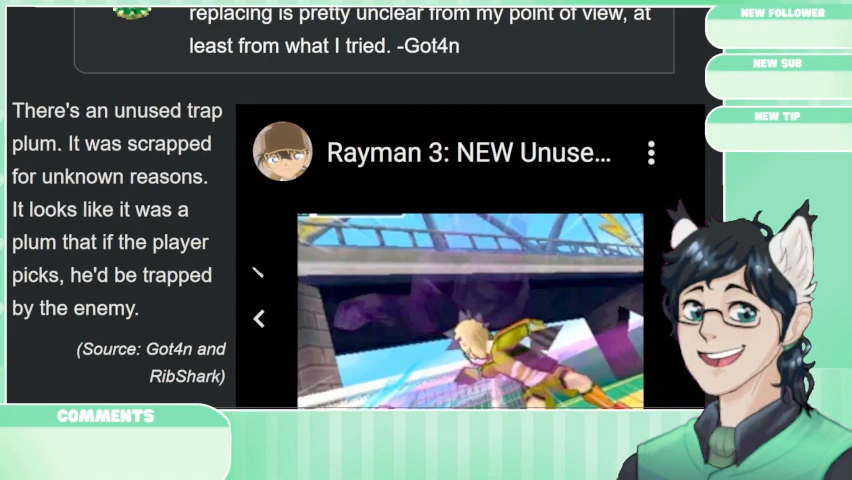 replacing is pretty unclear from my point of view, at
least from what I tried. -Got4n
There's an unused trap
plum. It was scrapped
for unknown reasons.
It looks like it was a
plum that if the player
picks, he'd be trapped
by the enemy.
(Source: Got4n and
RibShark)
Rayman 3: NEW Unuse...
NEW FOLLOWER
NEW SUB
NEW TIP
COMMENTS